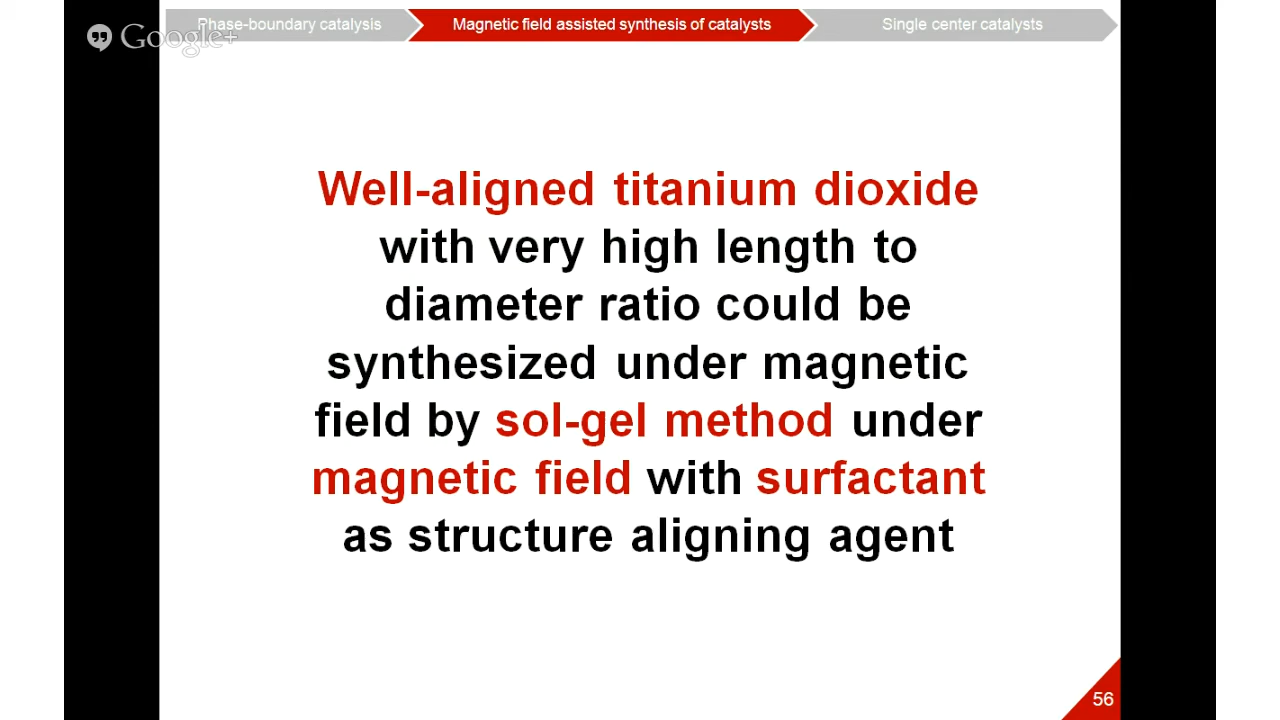 Phase-boundary catalysis
Magnetic field assisted synthesis of catalysts
Single center catalysts
Google+
Well-aligned titanium dioxide
with very high length to
diameter ratio could be
synthesized under magnetic
field by sol-gel method under
magnetic field with surfactant
as structure aligning agent
56